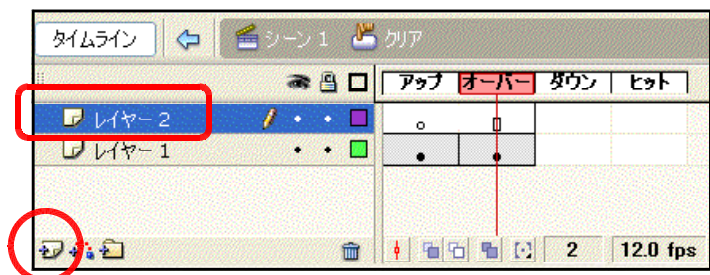 タイムライン シーン 1 クリア
アップ オーバー ダウン ヒット
レイヤー 2
レイヤー 1
2 12.0 fps